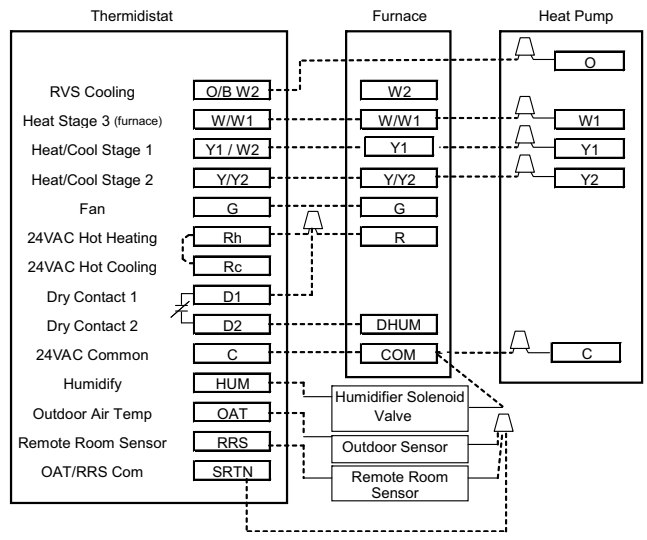 Thermidistat Furnace Heat Pump
O
RVS Cooling O/B W2 W2
Heat Stage 3 (furnace) W/W1 W/W1 W1
Heat/Cool Stage 1 Y1 / W2 Y1 Y1
Heat/Cool Stage 2 Y/Y2 Y/Y2 Y2
Fan G G
24VAC Hot Heating Rh R
24VAC Hot Cooling Rc
Dry Contact 1 D1
Dry Contact 2 D2 DHUM
24VAC Common C COM C
Humidify HUM
Humidifier Solenoid
Valve
Outdoor Air Temp OAT
Remote Room Sensor RRS
Outdoor Sensor
OAT/RRS Com SRTN
Remote Room
Sensor